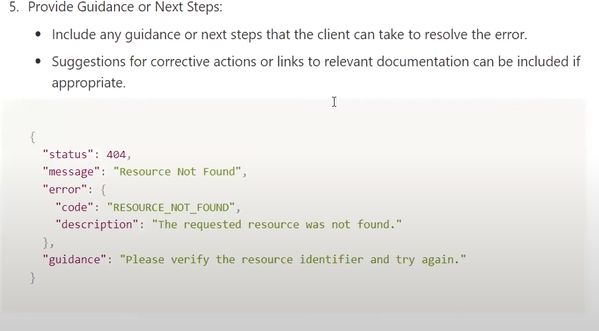 5. Provide Guidance or Next Steps:
• Include any guidance or next steps that the client can take to resolve the error.
• Suggestions for corrective actions or links to relevant documentation can be included if
appropriate.
{
"status": 404,
"message": "Resource Not Found",
"error": {
"code": "RESOURCE_NOT_FOUND",
"description": "The requested resource was not found."
},
"guidance": "Please verify the resource identifier and try again."
}